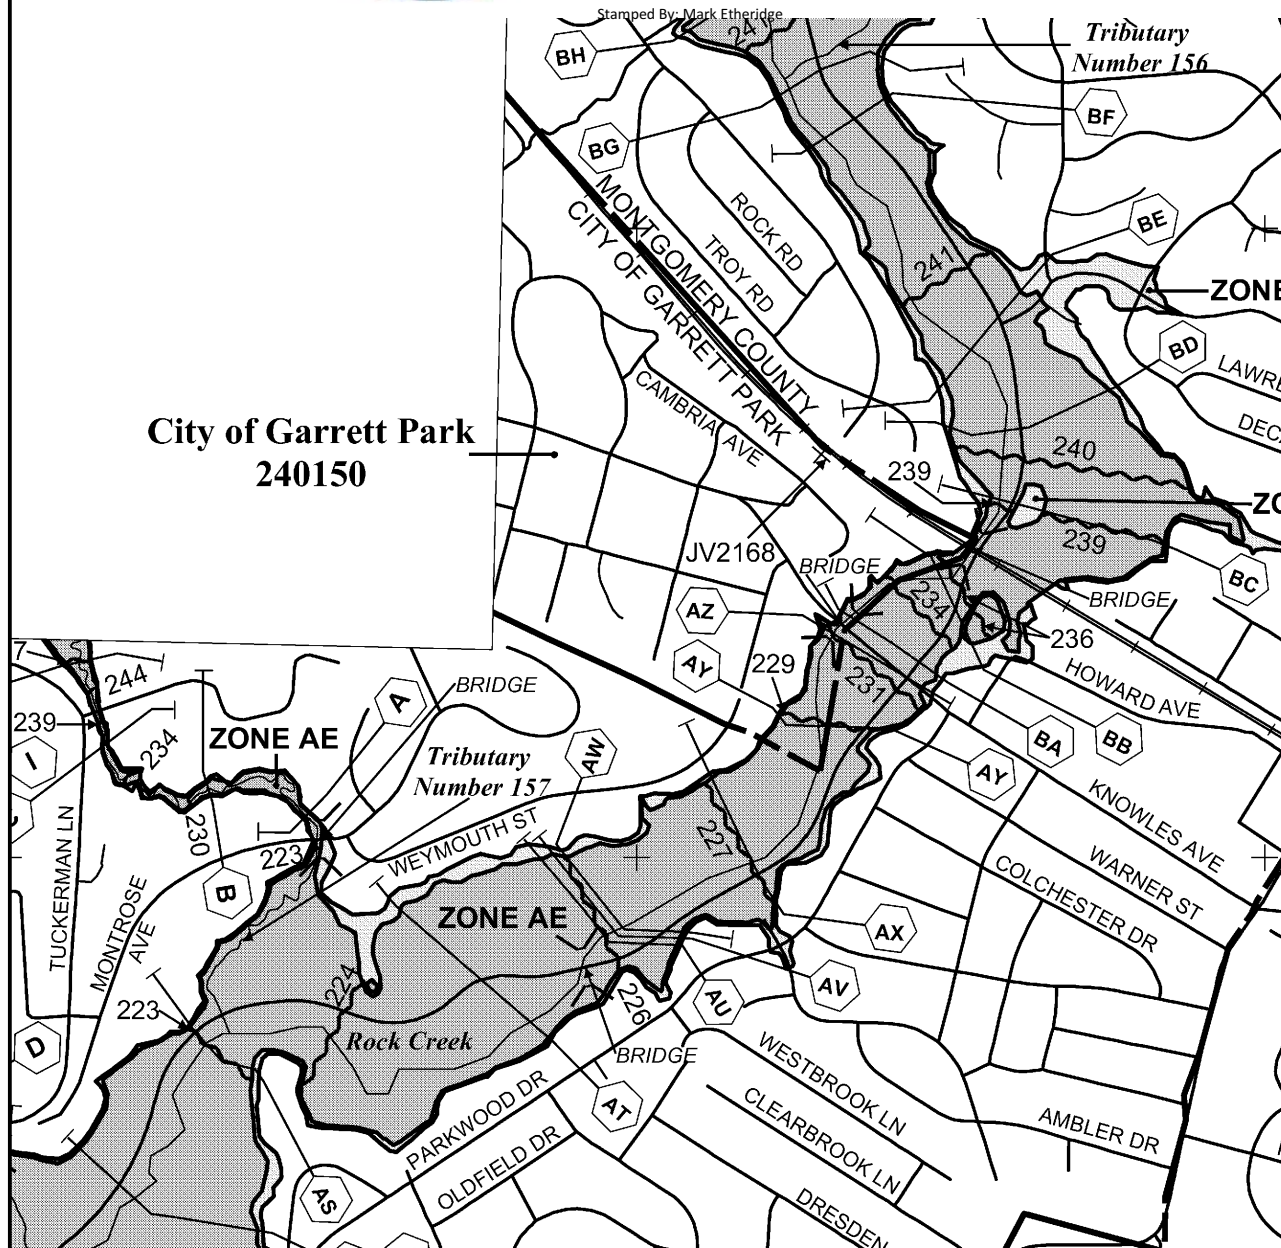 Stamped By: Mark Etheridge
241
BH
Tributary
Number 156
BF
BG
ROCK RD
BE
MONTGOMERY COUNTY
CITY OF GARRETT PARK
TROY RD
241
ZONE
BD
LAWRE
CAMBRIA AVE
DEC
City of Garrett Park
240150
240
239
239
JV2168
BRIDGE
BC
BRIDGE
AZ
234
236
AY
229
231
HOWARD AVE
7
244
239
234
ZONE AE
A
BRIDGE
AW
BA
BB
AY
I
Tributary
Number 157
KNOWLES AVE
WARNER ST
COLCHESTER DR
230
223
WEYMOUTH ST
227
TUCKERMAN LN
MONTROSE
AVE
B
ZONE AE
AX
AV
AU
224
226
223
D
Rock Creek
BRIDGE
WESTBROOK LN
CLEARBROOK LN
AMBLER DR
AT
PARKWOOD DR
OLDFIELD DR
AS
DRESDEN